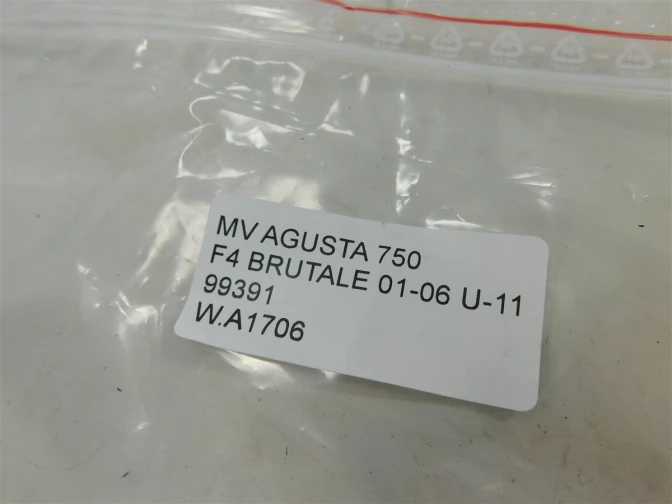 MV AGUSTA 750
F4 BRUTALE 01-06 U-11
99391
W.A1706